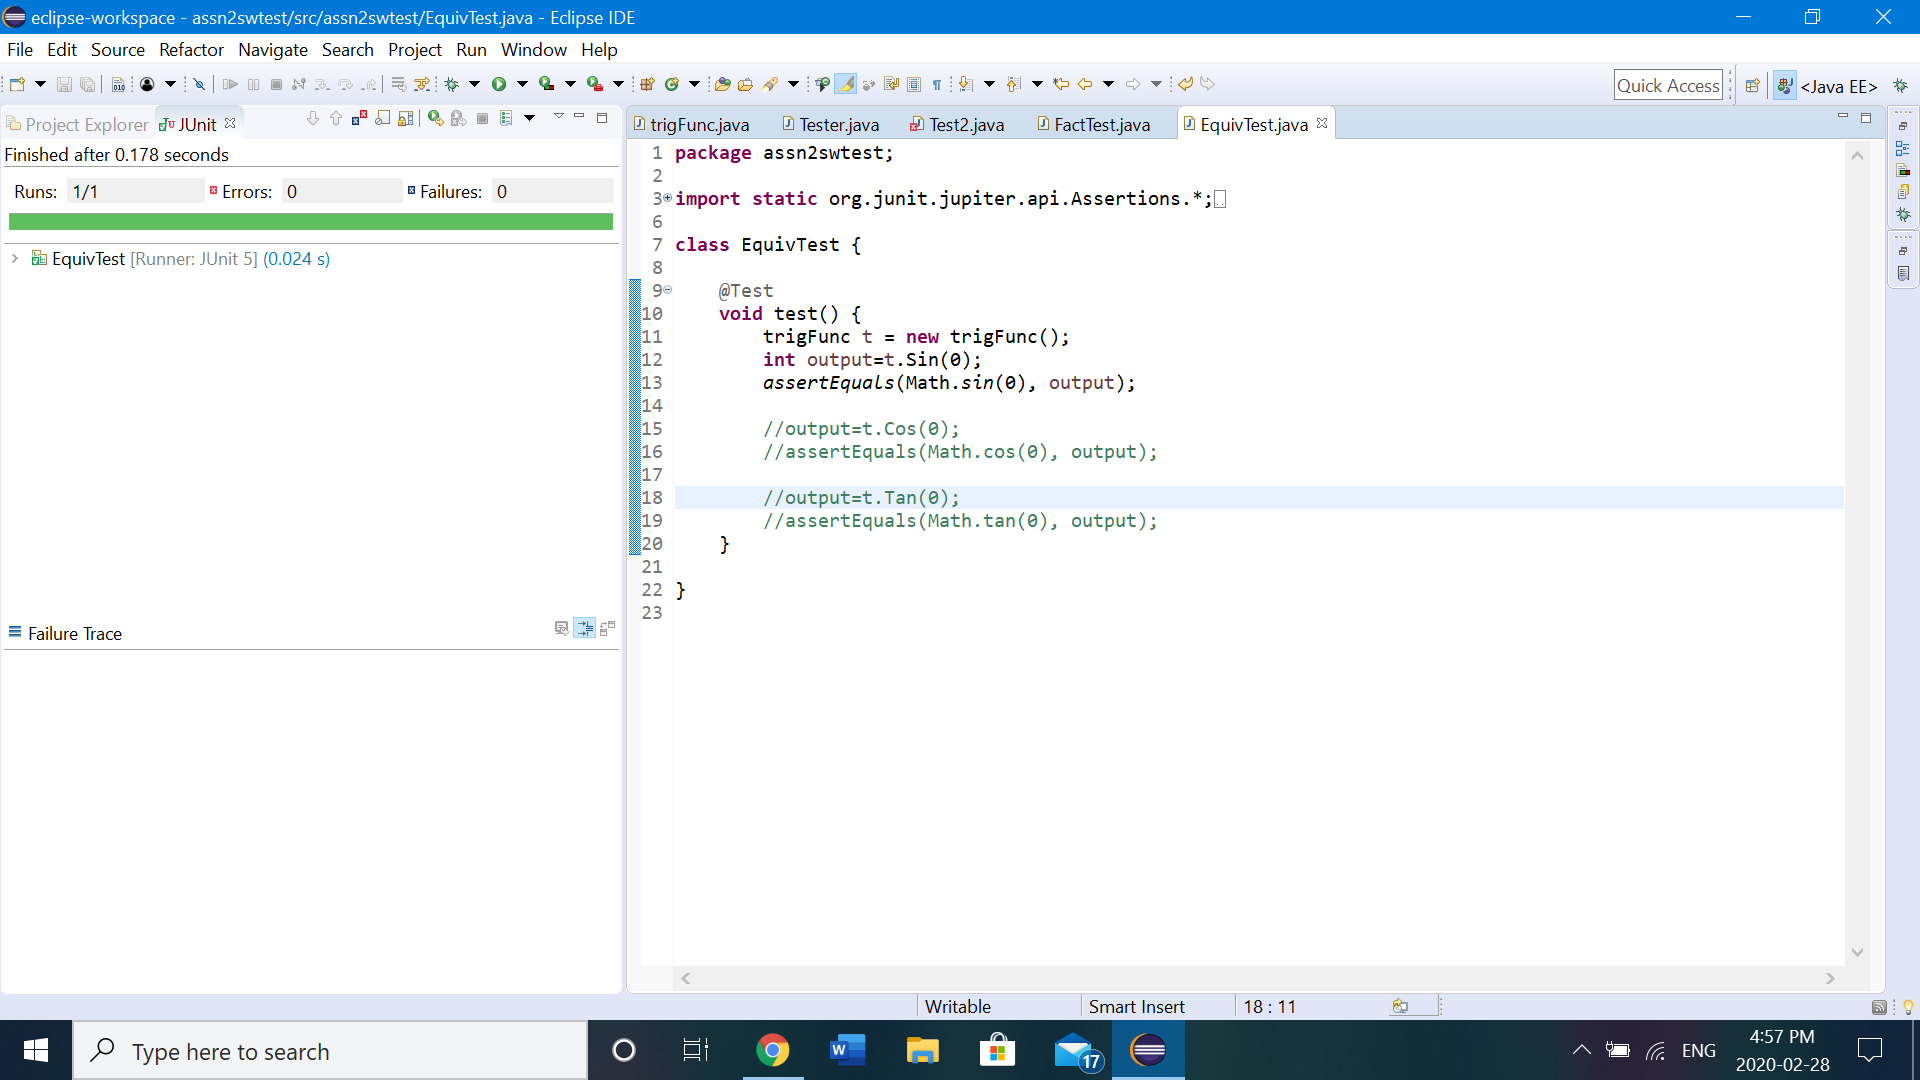 eclipse-workspace - assn2swtest/src/assn2swtest/EquivTest.java - Eclipse IDE
File Edit Source Refactor Navigate Search Project Run Window Help
Quick Access <Java EE>
Project Explorer JUnit
Finished after 0.178 seconds
Runs: 1/1 Errors: 0 Failures: 0
EquivTest [Runner: JUnit 5] (0.024 s)
Failure Trace
trigFunc.java Tester.java Test2.java FactTest.java EquivTest.java
1 package assn2swtest;
2
3 import static org.junit.jupiter.api.Assertions.*;
6
7 class EquivTest {
8
9 @Test
10 void test() {
11 trigFunc t = new trigFunc();
12 int output=t.Sin(0);
13 assertEquals(Math.sin(0), output);
14
15 //output=t.Cos(0);
16 //assertEquals(Math.cos(0), output);
17
18 //output=t.Tan(0);
19 //assertEquals(Math.tan(0), output);
20 }
21
22 }
23
Writable Smart Insert 18 : 11
Type here to search
W
17
ENG
4:57 PM
2020-02-28